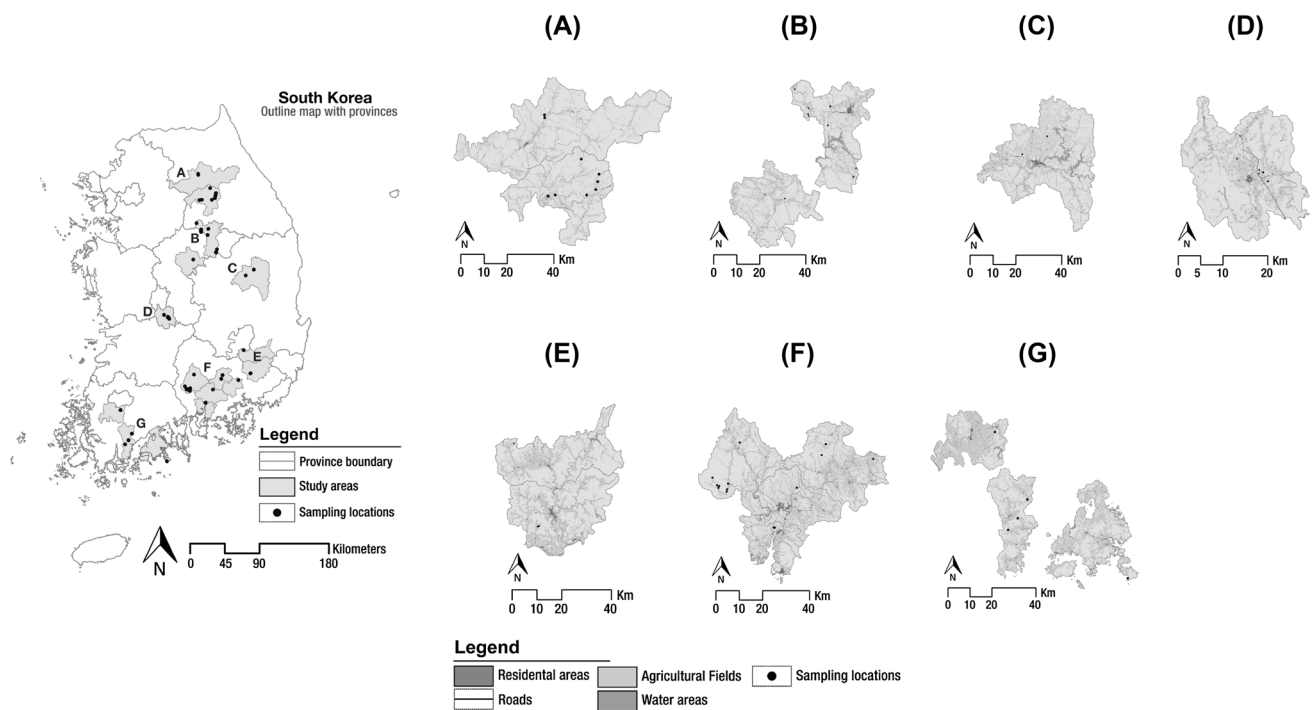 South Korea
Outline map with provinces
A
B
C
D
E
F
G
Legend
Province boundary
Study areas
Sampling locations
N
0 45 90 180
Kilometers
(A)
N
0 10 20 40
Km
(B)
N
0 10 20 40
Km
(C)
N
0 10 20 40
Km
(D)
N
0 5 10 20
Km
(E)
N
0 10 20 40
Km
(F)
N
0 10 20 40
Km
(G)
N
0 10 20 40
Km
Legend
Residental areas
Agricultural Fields
Sampling locations
Roads
Water areas